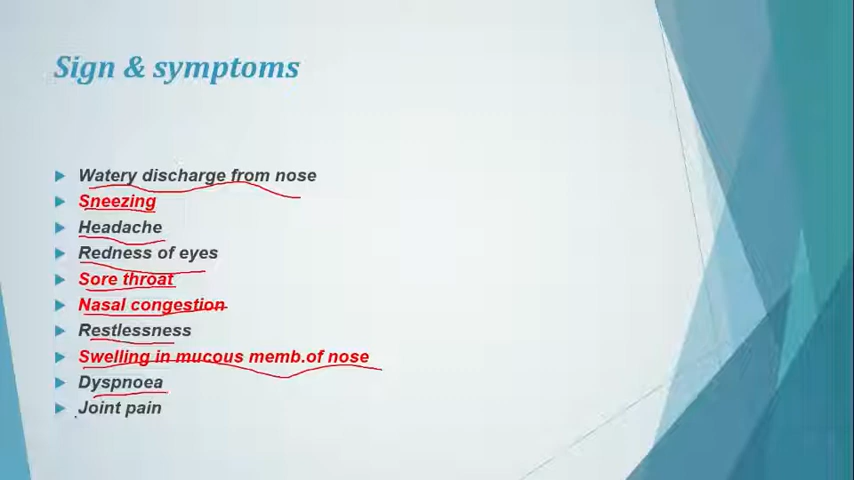 Sign & symptoms
Watery discharge from nose
Sneezing
Headache
Redness of eyes
Sore throat
Nasal congestion
Restlessness
Swelling in mucous memb.of nose
Dyspnoea
Joint pain